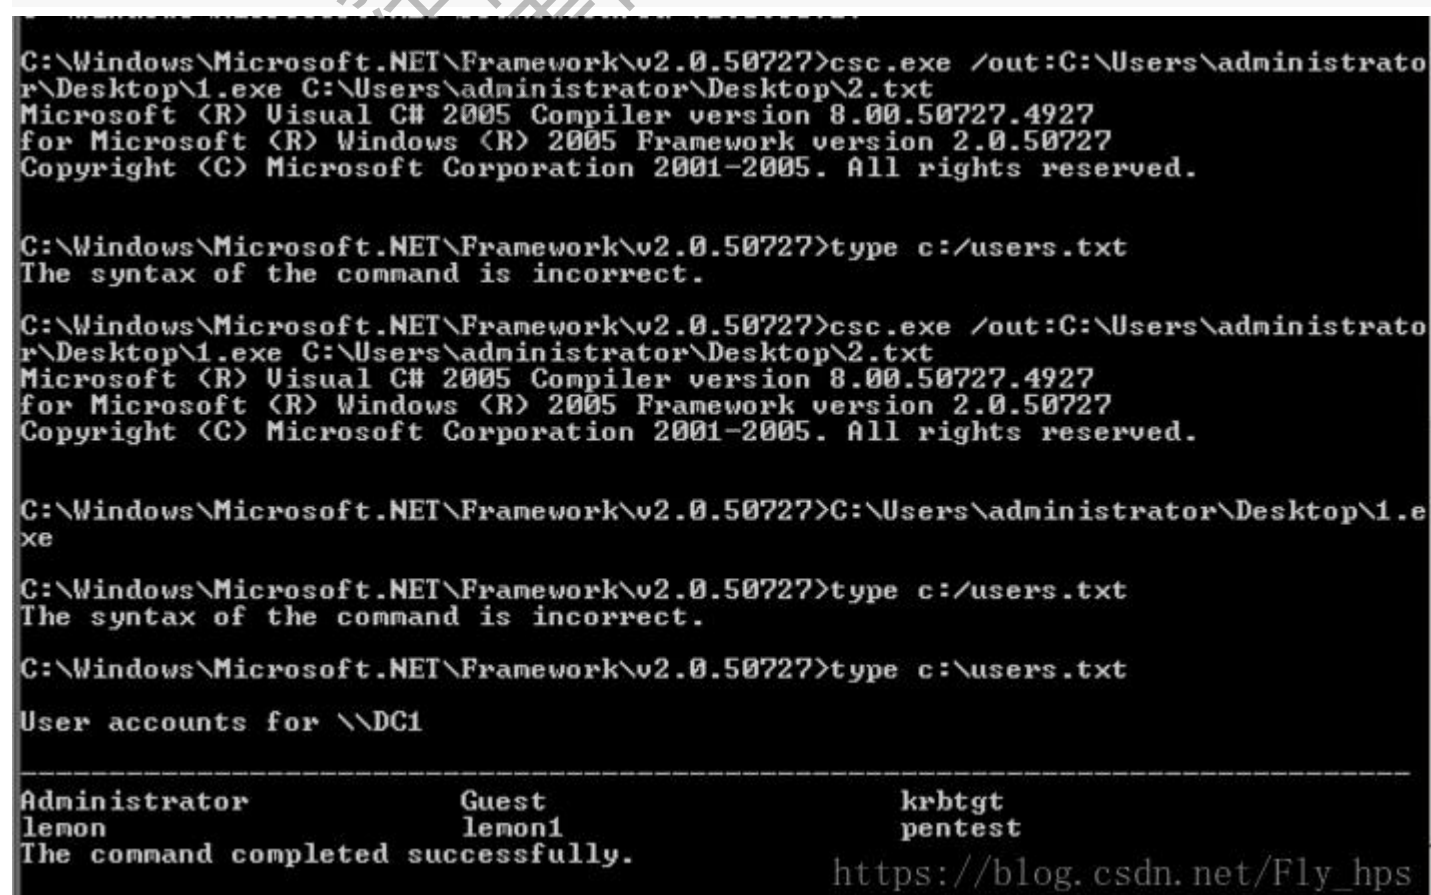 C:\Windows\Microsoft.NET\Framework\v2.0.50727>csc.exe /out:C:\Users\administrato
r\Desktop\1.exe C:\Users\administrator\Desktop\2.txt
Microsoft (R) Visual C# 2005 Compiler version 8.00.50727.4927
for Microsoft (R) Windows (R) 2005 Framework version 2.0.50727
Copyright (C) Microsoft Corporation 2001-2005. All rights reserved.
C:\Windows\Microsoft.NET\Framework\v2.0.50727>type c:/users.txt
The syntax of the command is incorrect.
C:\Windows\Microsoft.NET\Framework\v2.0.50727>csc.exe /out:C:\Users\administrato
r\Desktop\1.exe C:\Users\administrator\Desktop\2.txt
Microsoft (R) Visual C# 2005 Compiler version 8.00.50727.4927
for Microsoft (R) Windows (R) 2005 Framework version 2.0.50727
Copyright (C) Microsoft Corporation 2001-2005. All rights reserved.
C:\Windows\Microsoft.NET\Framework\v2.0.50727>C:\Users\administrator\Desktop\1.e
xe
C:\Windows\Microsoft.NET\Framework\v2.0.50727>type c:/users.txt
The syntax of the command is incorrect.
C:\Windows\Microsoft.NET\Framework\v2.0.50727>type c:\users.txt
User accounts for \\DC1
-------------------------------------------------------------------------------
Administrator Guest krbtgt
lemon lemon1 pentest
The command completed successfully.
https://blog.csdn.net/Fly_hps